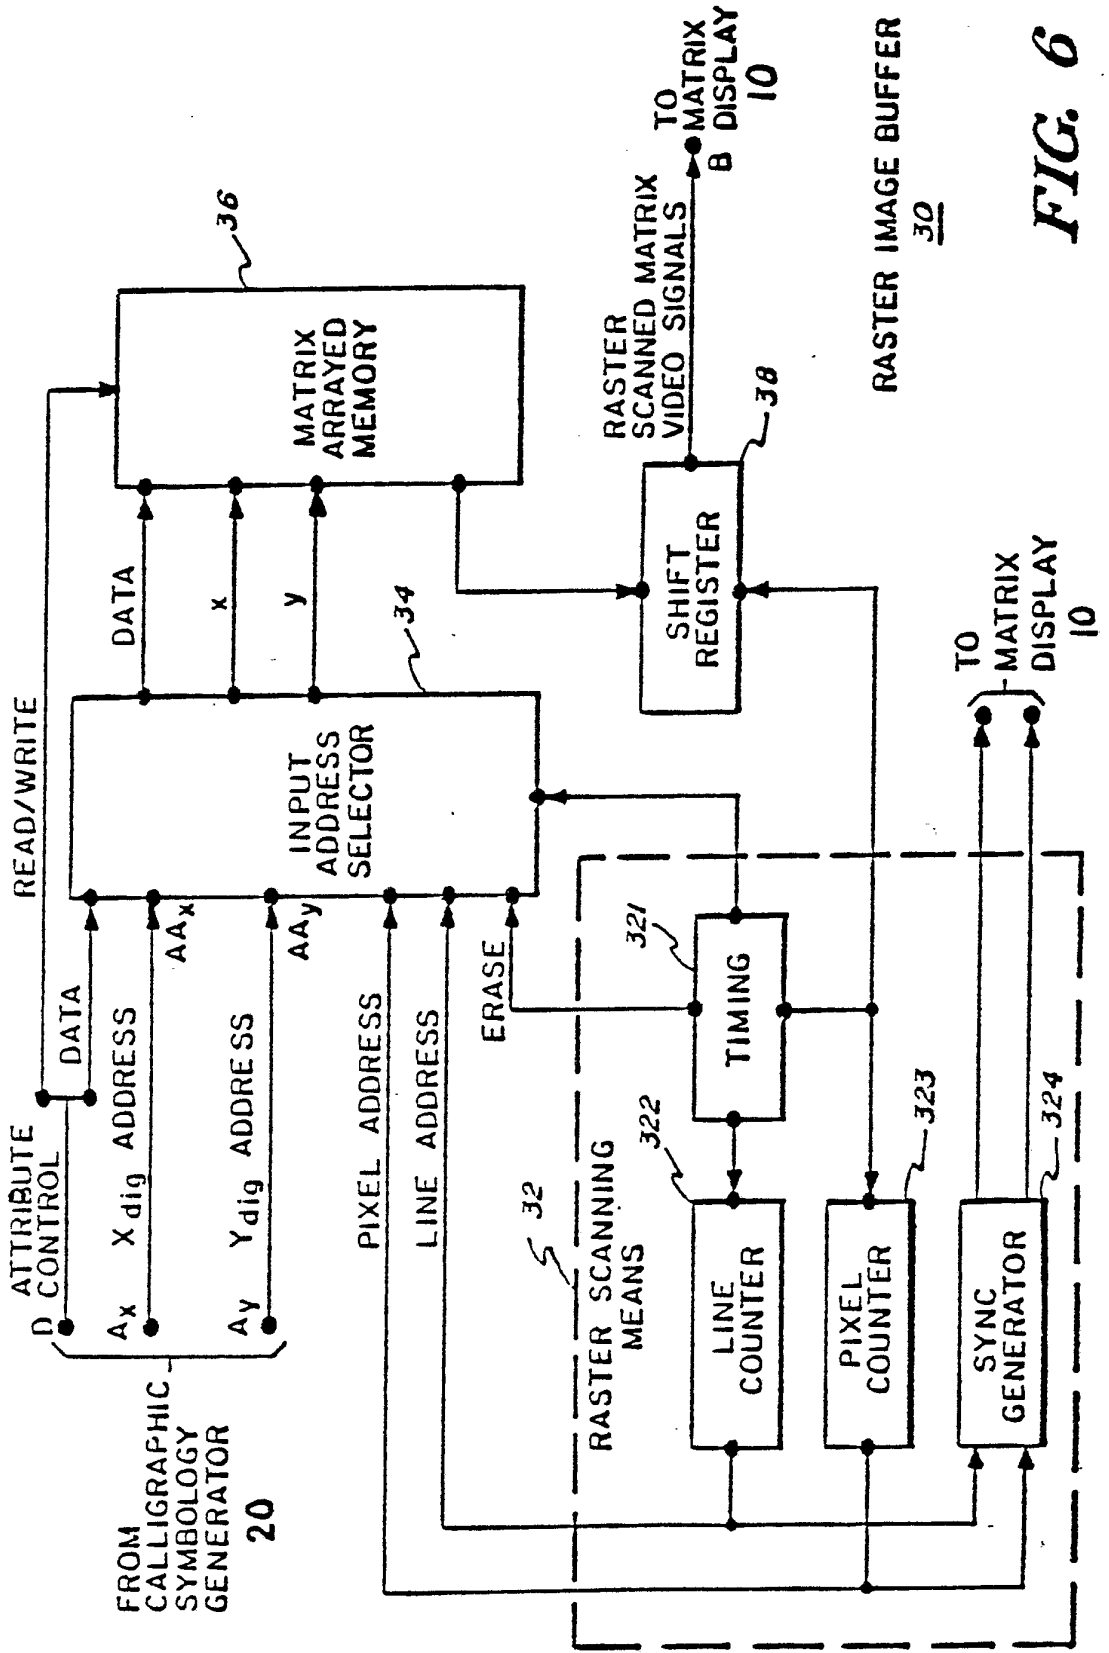 FROM
CALLIGRAPHIC
SYMBOLOGY
GENERATOR
20
D
ATTRIBUTE
CONTROL
READ/WRITE
DATA
Ax
Xdig ADDRESS
AAx
Ay
Ydig ADDRESS
AAy
PIXEL ADDRESS
LINE ADDRESS
ERASE
INPUT
ADDRESS
SELECTOR
34
DATA
x
y
MATRIX
ARRAYED
MEMORY
36
32
RASTER SCANNING
MEANS
LINE
COUNTER
322
TIMING
321
PIXEL
COUNTER
323
SYNC
GENERATOR
324
SHIFT
REGISTER
38
RASTER
SCANNED MATRIX
VIDEO SIGNALS
TO
MATRIX
B DISPLAY
10
TO
MATRIX
DISPLAY
10
RASTER IMAGE BUFFER
30
FIG. 6